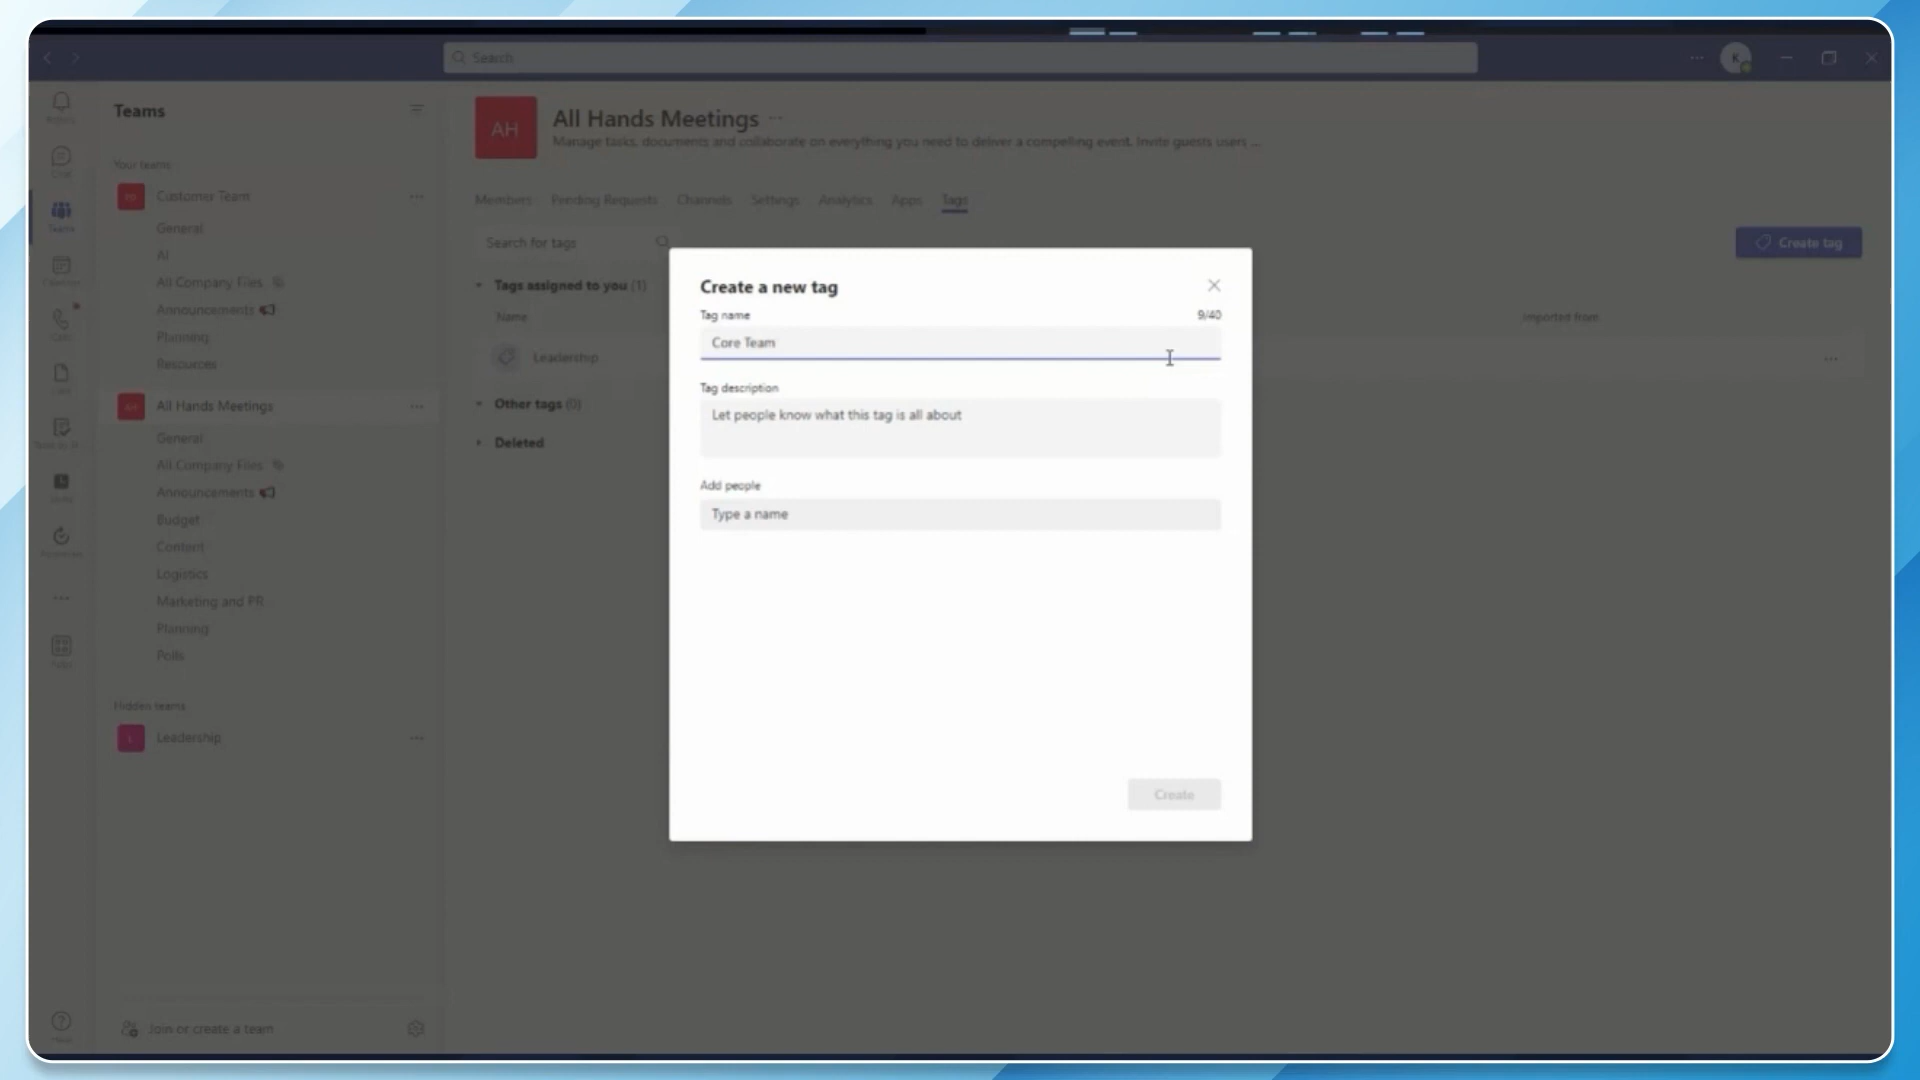 Search
K
Teams
Your teams
Customer Team
General
AI
All Company Files
Announcements
Planning
Resources
AH
All Hands Meetings
General
All Company Files
Announcements
Budget
Content
Logistics
Marketing and PR
Planning
Polls
Hidden teams
L
Leadership
Join or create a team
Teams
Chat
AH
All Hands Meetings
Manage tasks, documents and collaborate on everything you need to deliver a compelling event. Invite guests users ...
Members Pending Requests Channels Settings Analytics Apps Tags
Search for tags
Create tag
Tags assigned to you (1)
Name
Imported from
Leadership
Other tags (0)
Deleted
Create a new tag
Tag name 9/40
Core Team
Tag description
Let people know what this tag is all about
Add people
Type a name
Create